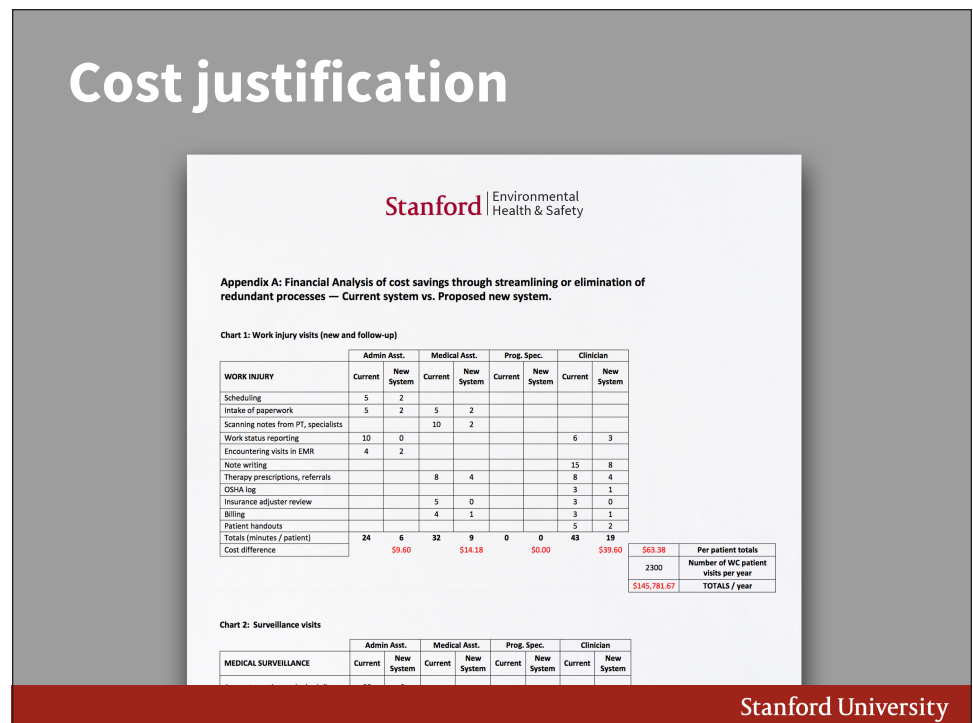 Cost justification
Stanford | Environmental
Health & Safety
Appendix A: Financial Analysis of cost savings through streamlining or elimination of
redundant processes — Current system vs. Proposed new system.
Chart 1: Work injury visits (new and follow-up)
Admin Asst. Medical Asst. Prog. Spec. Clinician
WORK INJURY Current New System Current New System Current New System Current New System
Scheduling 5 2
Intake of paperwork 5 2 5 2
Scanning notes from PT, specialists 10 2
Work status reporting 10 0 6 3
Encountering visits in EMR 4 2
Note writing 15 8
Therapy prescriptions, referrals 8 4 8 4
OSHA log 3 1
Insurance adjuster review 5 0 3 0
Billing 4 1 3 1
Patient handouts 5 2
Totals (minutes / patient) 24 6 32 9 0 0 43 19
Cost difference $9.60 $14.18 $0.00 $39.60 $63.38 Per patient totals
2300 Number of WC patient visits per year
$145,781.67 TOTALS / year
Chart 2: Surveillance visits
Admin Asst. Medical Asst. Prog. Spec. Clinician
MEDICAL SURVEILLANCE Current New System Current New System Current New System Current New System
Stanford University